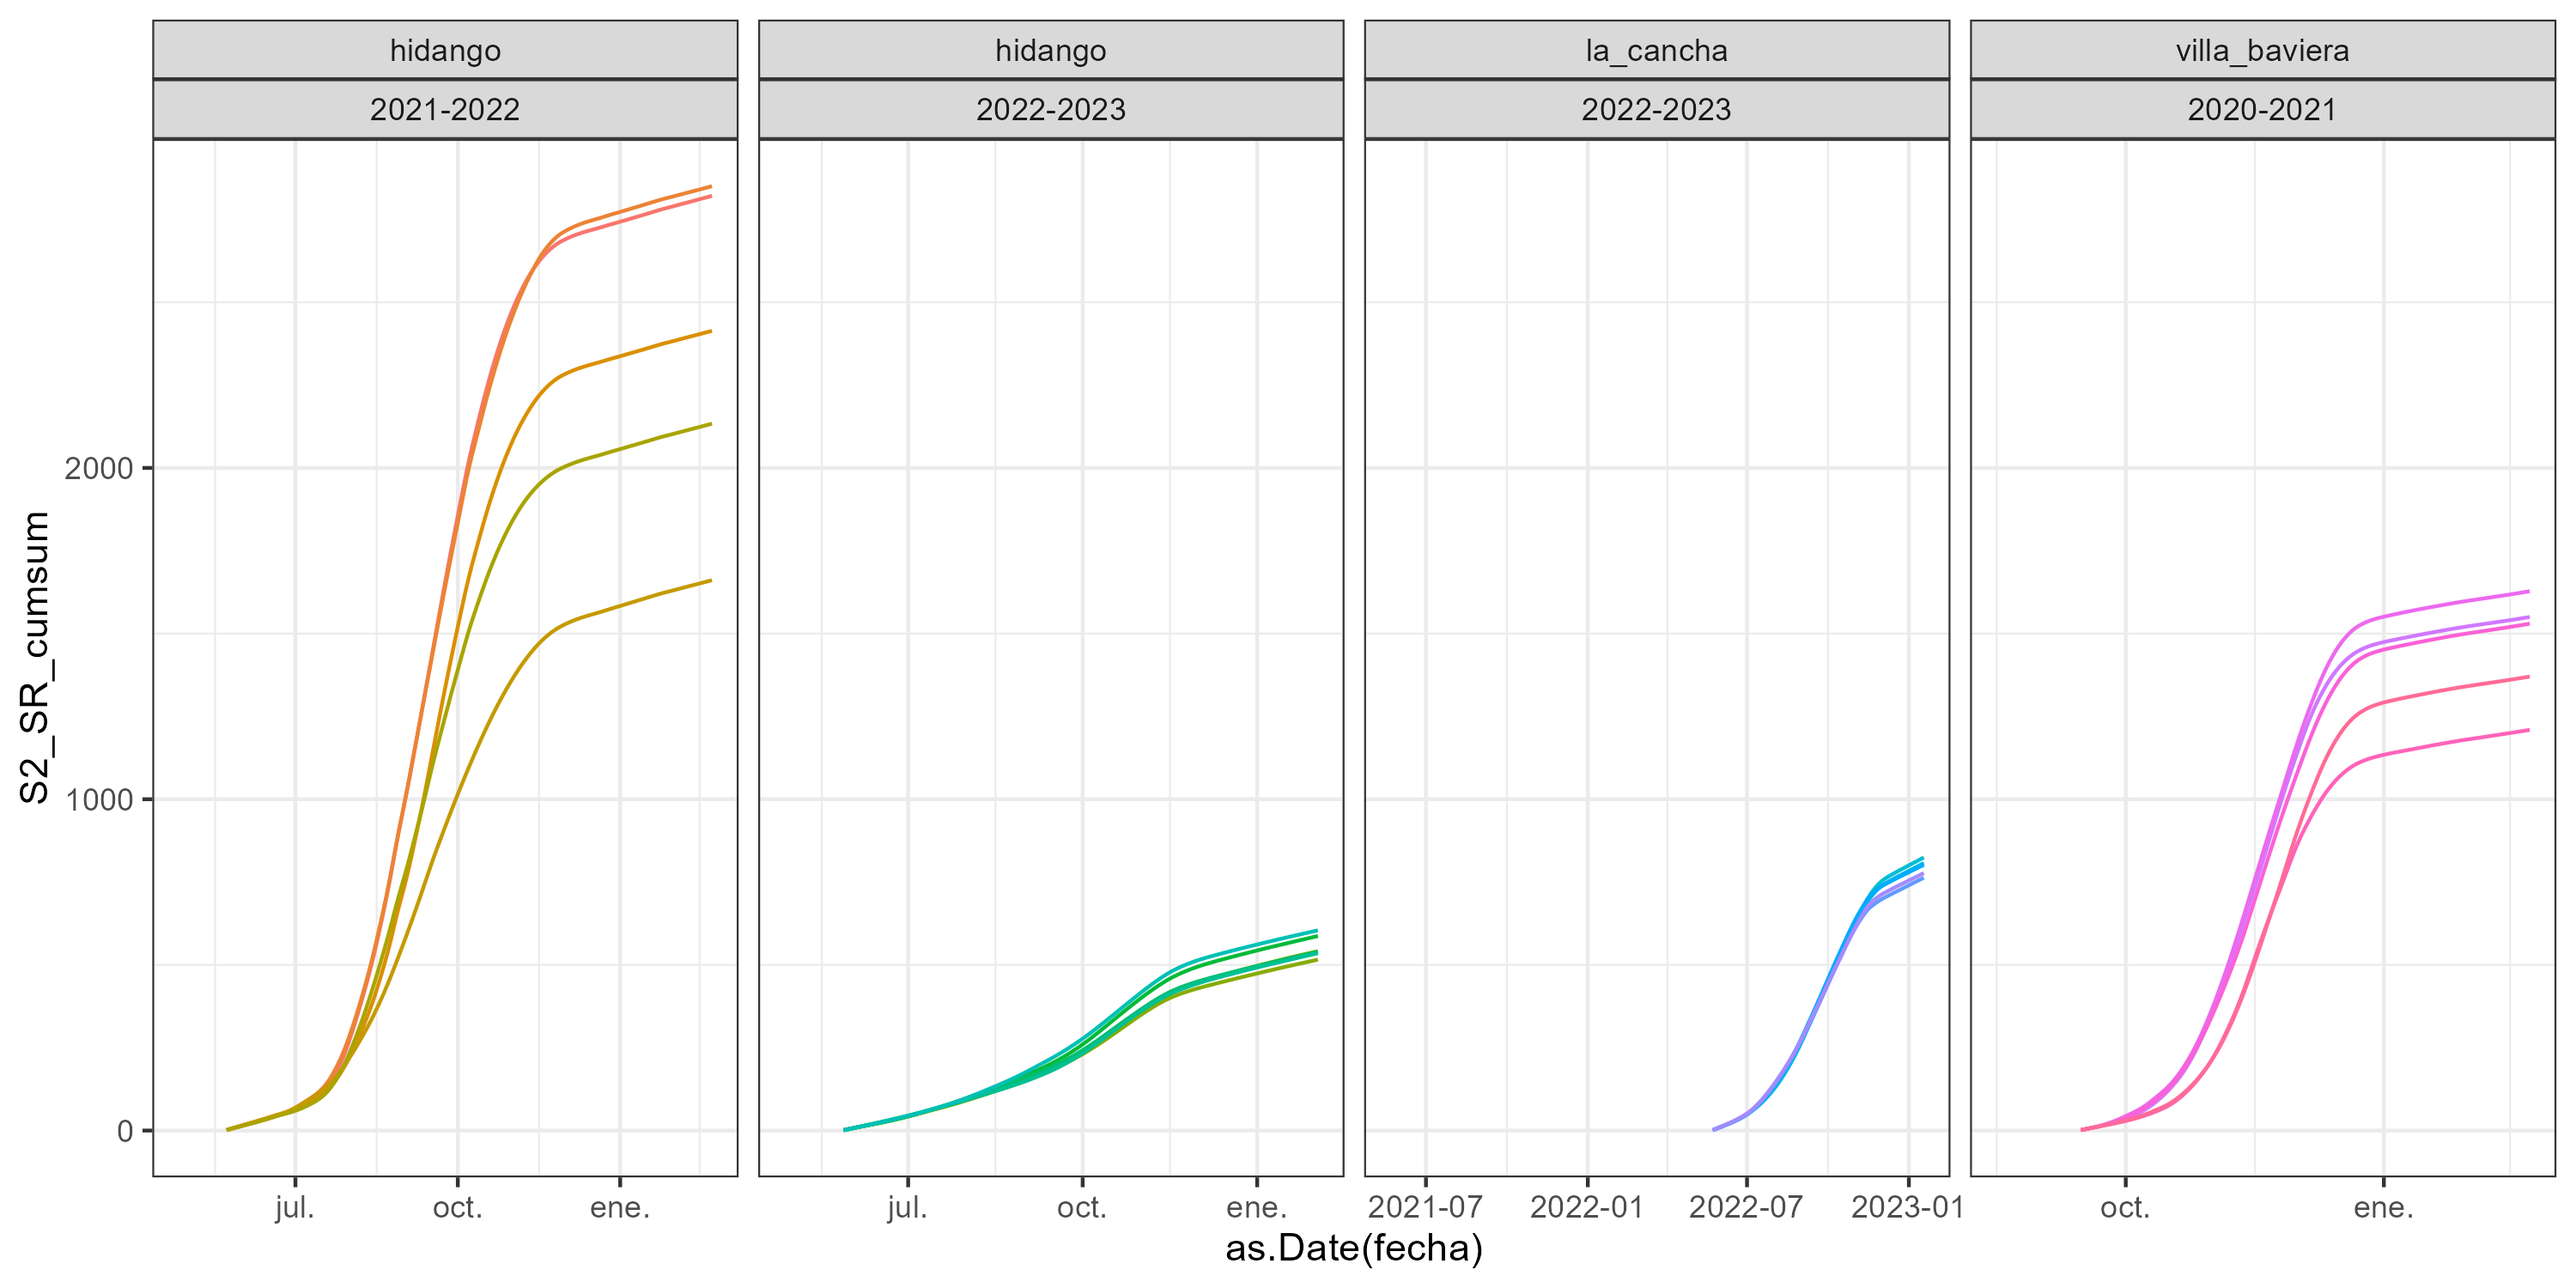 hidango
hidango
la_cancha
villa_baviera
2021-2022
2022-2023
2022-2023
2020-2021
S2_SR_cumsum
2000
1000
0
jul.
oct.
ene.
jul.
oct.
ene.
2021-07
2022-01
2022-07
2023-01
oct.
ene.
as.Date(fecha)